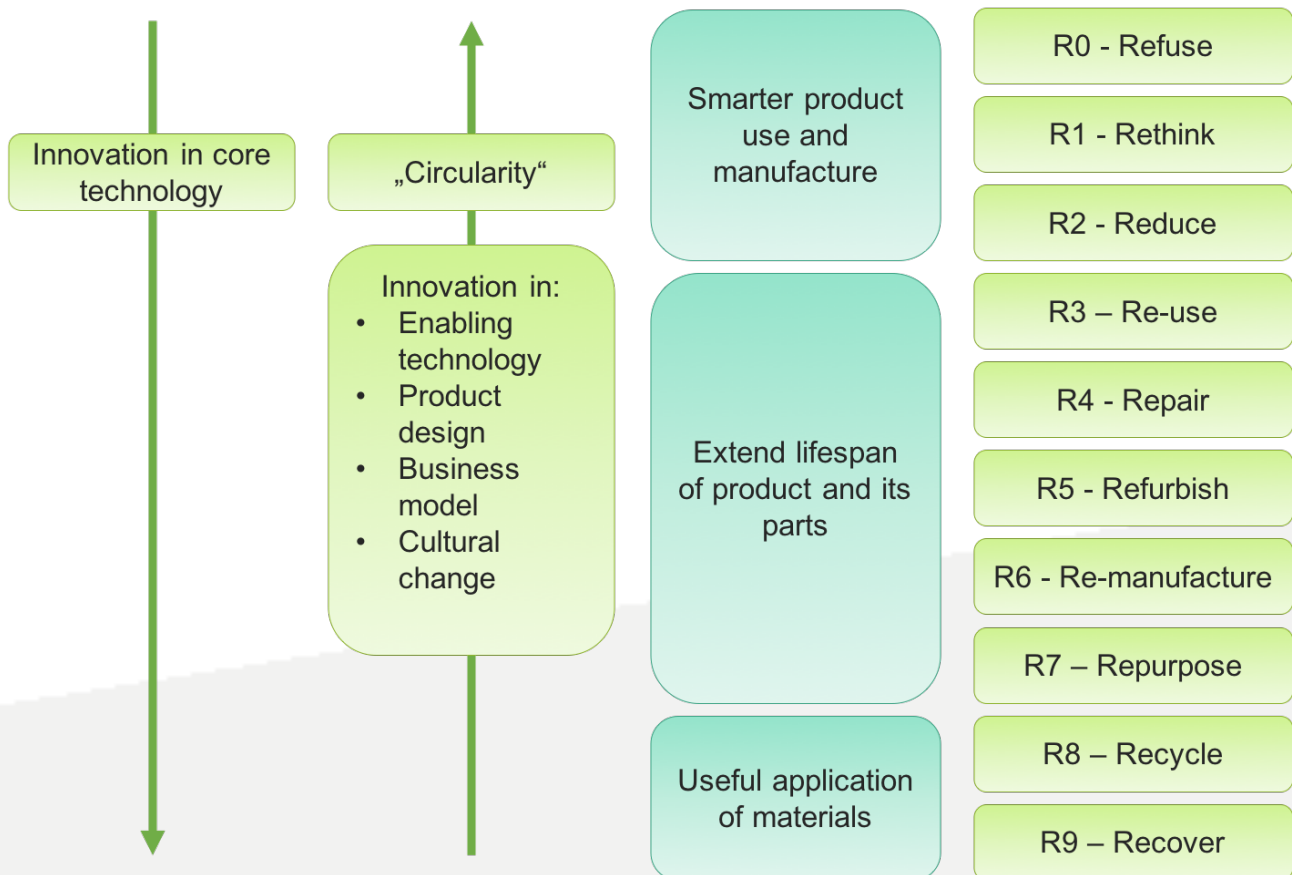 Innovation in core
technology
„Circularity“
Innovation in:
• Enabling
technology
• Product
design
• Business
model
• Cultural
change
Smarter product
use and
manufacture
Extend lifespan
of product and its
parts
Useful application
of materials
R0 - Refuse
R1 - Rethink
R2 - Reduce
R3 – Re-use
R4 - Repair
R5 - Refurbish
R6 - Re-manufacture
R7 – Repurpose
R8 – Recycle
R9 – Recover